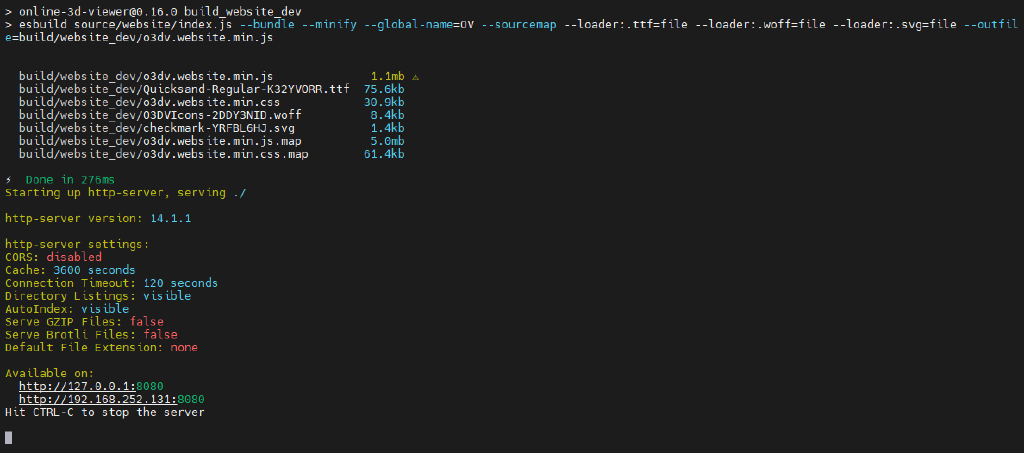 > online-3d-viewer@0.16.0 build_website_dev
> esbuild source/website/index.js --bundle --minify --global-name=OV --sourcemap --loader:.ttf=file --loader:.woff=file --loader:.svg=file --outfil
e=build/website_dev/o3dv.website.min.js
build/website_dev/o3dv.website.min.js 1.1mb ⚠
build/website_dev/Quicksand-Regular-K32YVORR.ttf 75.6kb
build/website_dev/o3dv.website.min.css 30.9kb
build/website_dev/O3DVIcons-2DDY3NID.woff 8.4kb
build/website_dev/checkmark-YRFBL6HJ.svg 1.4kb
build/website_dev/o3dv.website.min.js.map 5.0mb
build/website_dev/o3dv.website.min.css.map 61.4kb
⚡ Done in 276ms
Starting up http-server, serving ./
http-server version: 14.1.1
http-server settings:
CORS: disabled
Cache: 3600 seconds
Connection Timeout: 120 seconds
Directory Listings: visible
AutoIndex: visible
Serve GZIP Files: false
Serve Brotli Files: false
Default File Extension: none
Available on:
http://127.0.0.1:8080
http://192.168.252.131:8080
Hit CTRL-C to stop the server